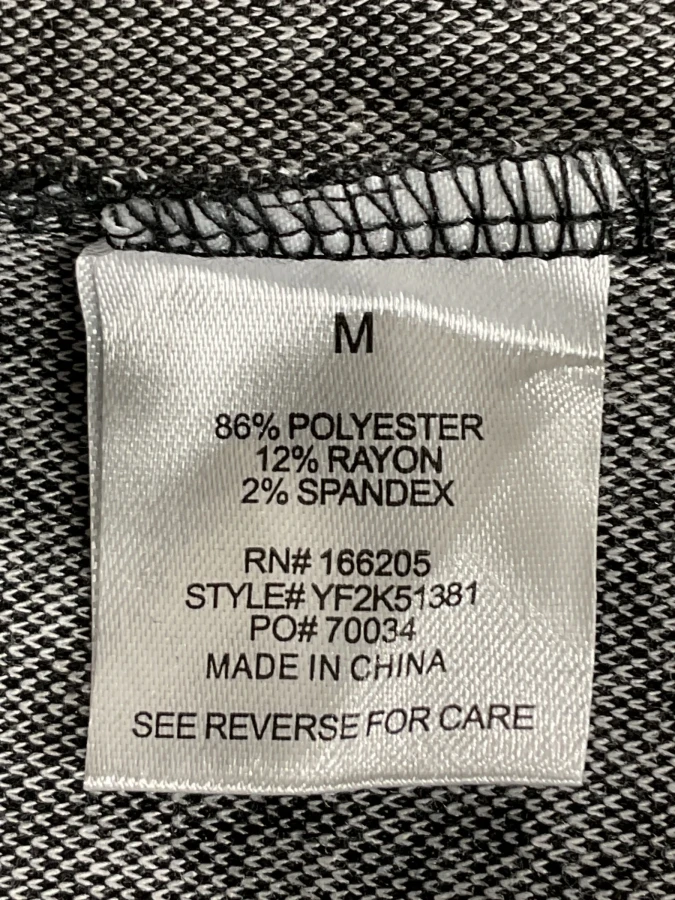 M
86% POLYESTER
12% RAYON
2% SPANDEX
RN# 166205
STYLE# YF2K51381
PO# 70034
MADE IN CHINA
SEE REVERSE FOR CARE